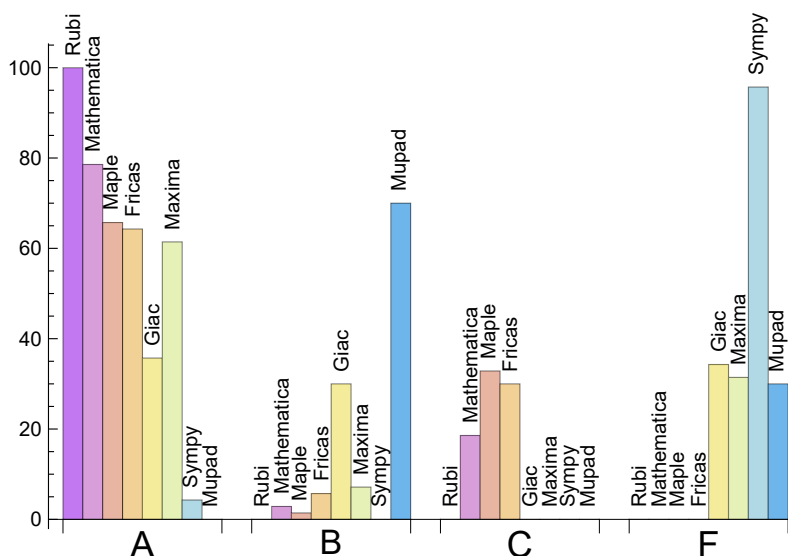 Rubi
Mathematica
Maple
Fricas
Giac
Maxima
Sympy
Mupad
Rubi
Mathematica
Maple
Fricas
Giac
Maxima
Sympy
Mupad
Rubi
Mathematica
Maple
Fricas
Giac
Maxima
Sympy
Mupad
Rubi
Mathematica
Maple
Fricas
Giac
Maxima
Sympy
Mupad
100
80
60
40
20
0
A B C F